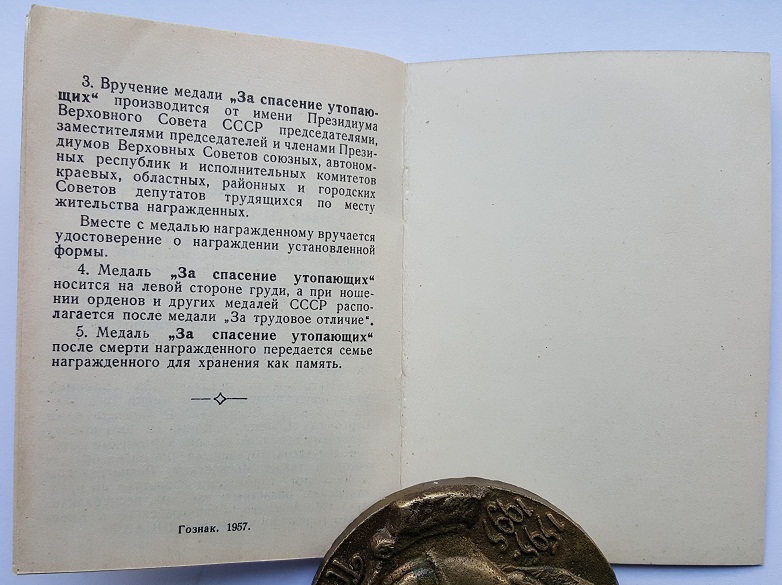 3. Вручение медали „За спасение утопаю-
щих“ производится от имени Президиума
Верховного Совета СССР председателями,
заместителями председателей и членами Прези-
диумов Верховных Советов союзных, автоном-
ных республик и исполнительных комитетов
краевых, областных, районных и городских
Советов депутатов трудящихся по месту
жительства награжденных.
Вместе с медалью награжденному вручается
удостоверение о награждении установленной
формы.
4. Медаль „За спасение утопающих“
носится на левой стороне груди, а при ноше-
нии орденов и других медалей СССР распо-
лагается после медали „За трудовое отличие“.
5. Медаль „За спасение утопающих“
после смерти награжденного передается семье
награжденного для хранения как память.
Гознак. 1957.